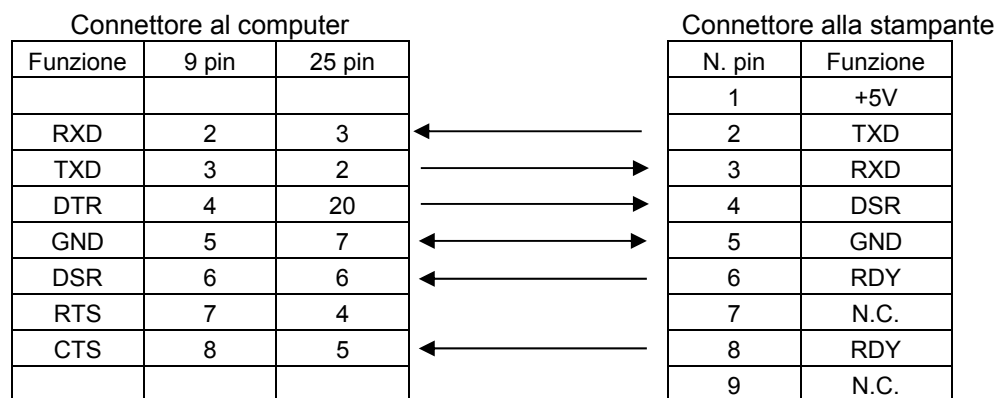 Connettore al computer Connettore alla stampante
Funzione 9 pin 25 pin N. pin Funzione
1 +5V
RXD 2 3 2 TXD
TXD 3 2 3 RXD
DTR 4 20 4 DSR
GND 5 7 5 GND
DSR 6 6 6 RDY
RTS 7 4 7 N.C.
CTS 8 5 8 RDY
9 N.C.